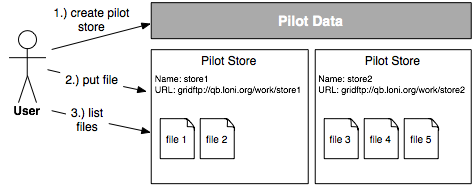 1.) create pilot
store
Pilot Data
2.) put file
3.) list
files
User
Pilot Store
Name: store1
URL: gridftp://qb.loni.org/work/store1
file 1
file 2
Pilot Store
Name: store2
URL: gridftp://qb.loni.org/work/store2
file 3
file 4
file 5